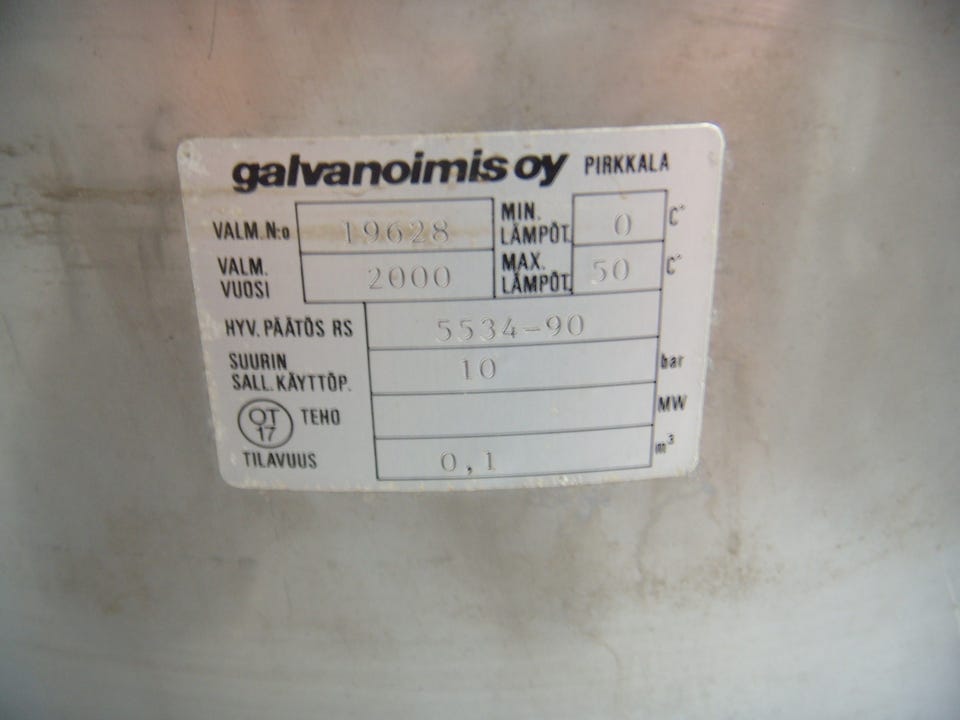 galvanoimis oy PIRKKALA
VALM. N:o 19628 MIN. LÄMPÖT. 0 C°
VALM. VUOSI 2000 MAX. LÄMPÖT. 50 C°
HYV. PÄÄTÖS RS 5534-90
SUURIN SALL. KÄYTTÖP. 10 bar
OT 17 TEHO MW
TILAVUUS 0,1 m³